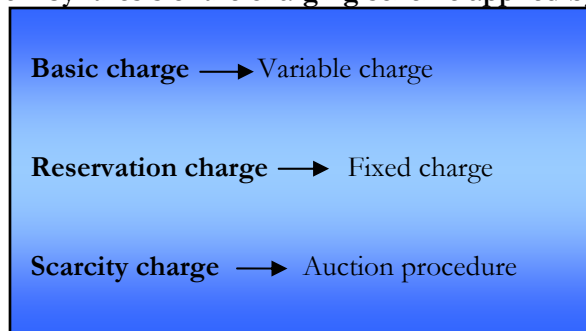 Basic charge → Variable charge
Reservation charge → Fixed charge
Scarcity charge → Auction procedure